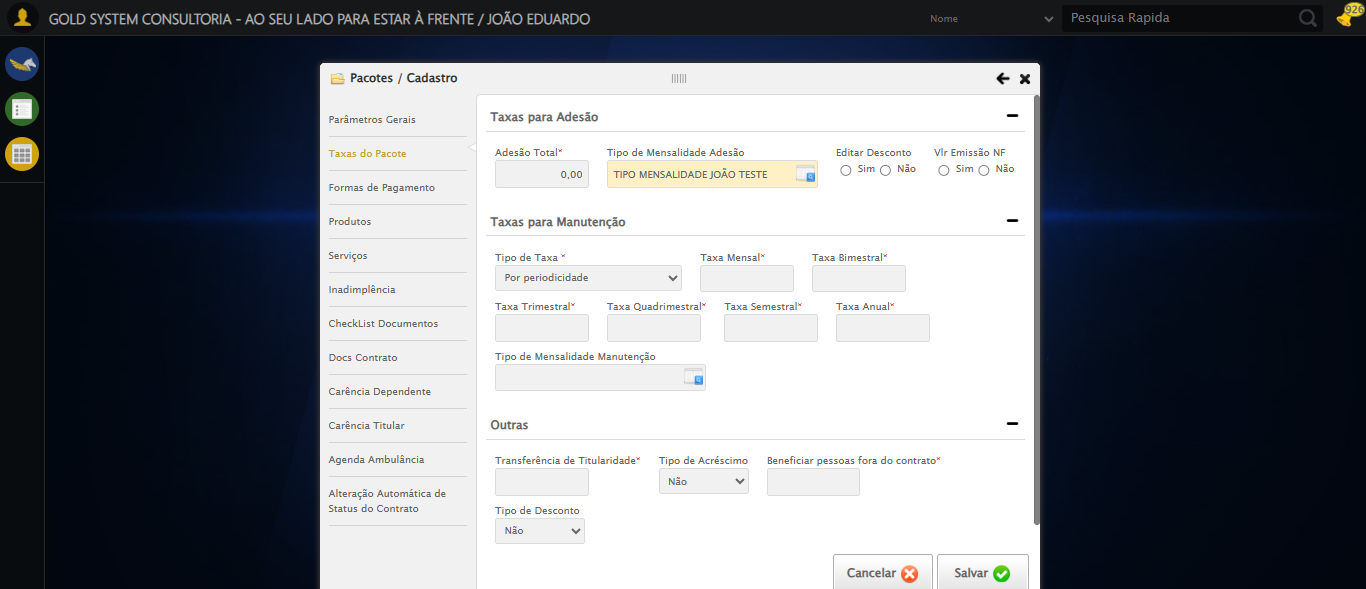 GOLD SYSTEM CONSULTORIA - AO SEU LADO PARA ESTAR À FRENTE / JOÃO EDUARDO
Nome
Pesquisa Rapida
926
Pacotes / Cadastro
Parâmetros Gerais
Taxas do Pacote
Formas de Pagamento
Produtos
Serviços
Inadimplência
CheckList Documentos
Docs Contrato
Carência Dependente
Carência Titular
Agenda Ambulância
Alteração Automática de
Status do Contrato
Taxas para Adesão
Adesão Total* Tipo de Mensalidade Adesão Editar Desconto Vlr Emissão NF
0,00 TIPO MENSALIDADE JOÃO TESTE Sim Não Sim Não
Taxas para Manutenção
Tipo de Taxa * Taxa Mensal* Taxa Bimestral*
Por periodicidade
Taxa Trimestral* Taxa Quadrimestral* Taxa Semestral* Taxa Anual*
Tipo de Mensalidade Manutenção
Outras
Transferência de Titularidade* Tipo de Acréscimo Beneficiar pessoas fora do contrato*
Não
Tipo de Desconto
Não
Cancelar Salvar